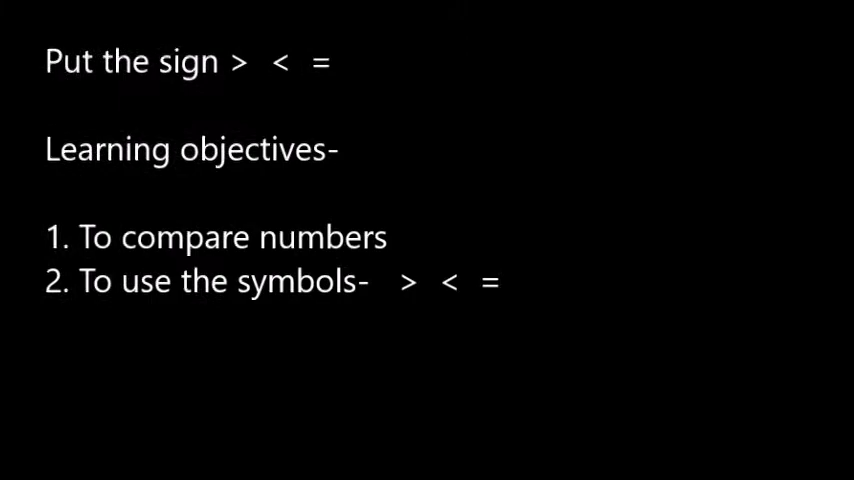 Put the sign > < =
Learning objectives-
1. To compare numbers
2. To use the symbols- > < =